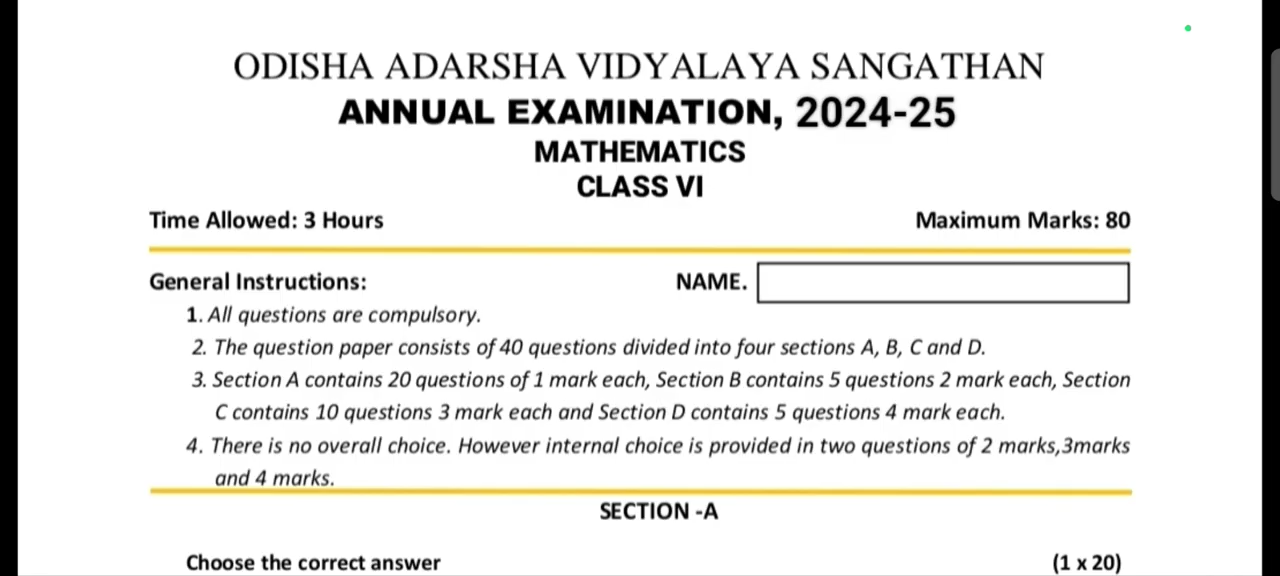 ODISHA ADARSHA VIDYALAYA SANGATHAN
ANNUAL EXAMINATION, 2024-25
MATHEMATICS
CLASS VI
Time Allowed: 3 Hours Maximum Marks: 80
General Instructions: NAME.
1. All questions are compulsory.
2. The question paper consists of 40 questions divided into four sections A, B, C and D.
3. Section A contains 20 questions of 1 mark each, Section B contains 5 questions 2 mark each, Section
C contains 10 questions 3 mark each and Section D contains 5 questions 4 mark each.
4. There is no overall choice. However internal choice is provided in two questions of 2 marks,3marks
and 4 marks.
SECTION -A
Choose the correct answer (1 x 20)